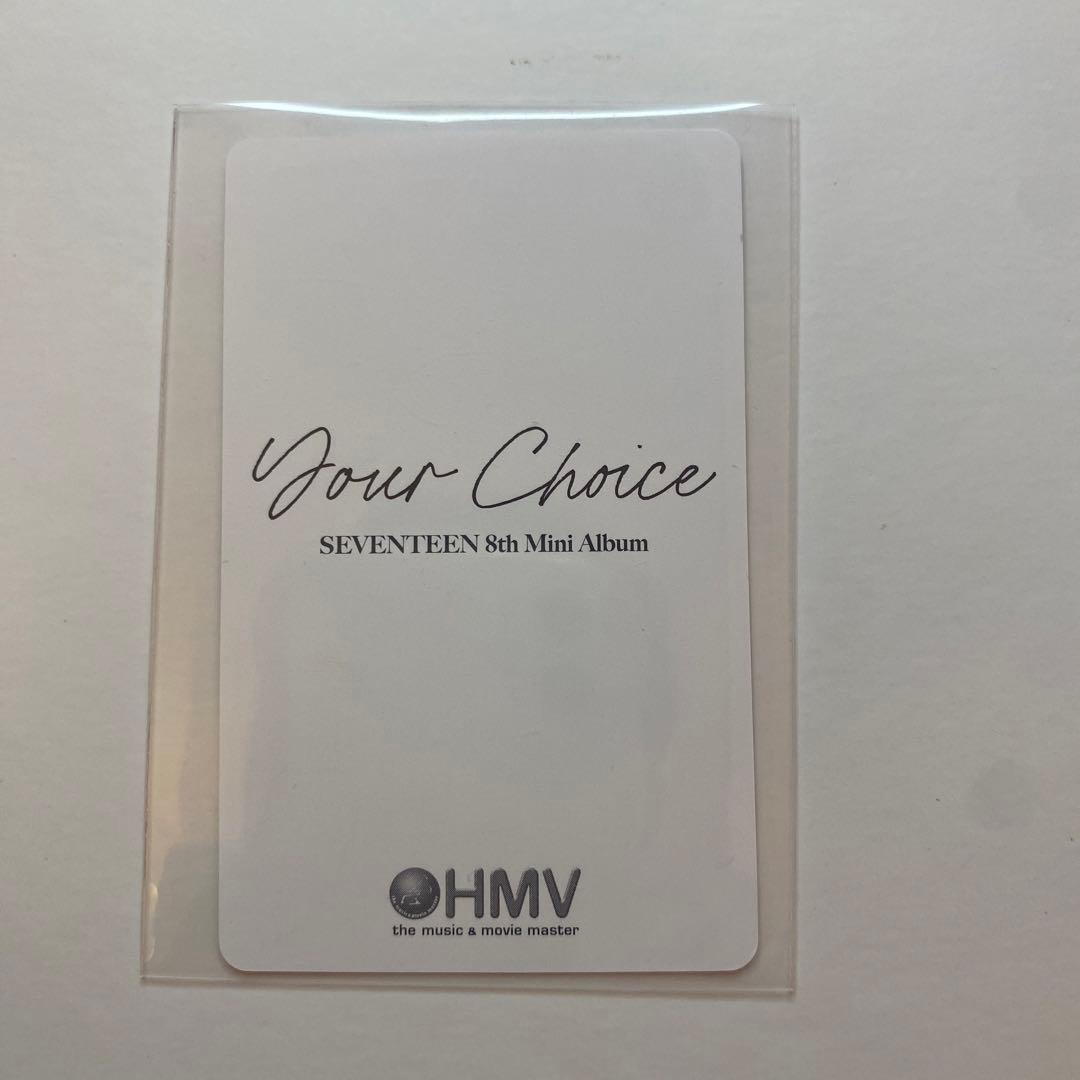 Your Choice
SEVENTEEN 8th Mini Album
HMV
the music & movie master